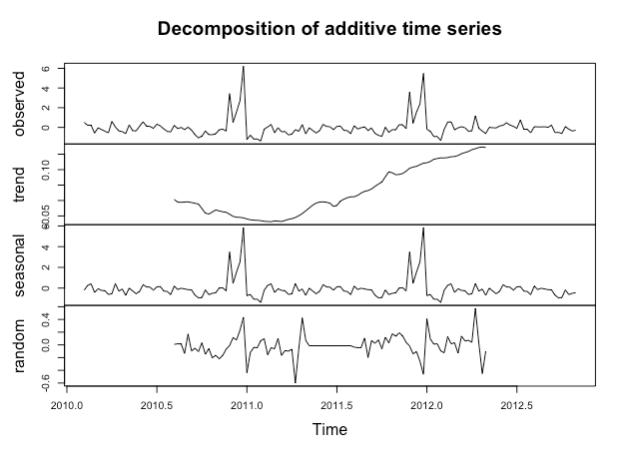 Decomposition of additive time series
observed
0 2 4 6
trend
0.05 0.10
seasonal
0 2 4
random
-0.6 0.0 0.4
2010.0 2010.5 2011.0 2011.5 2012.0 2012.5
Time